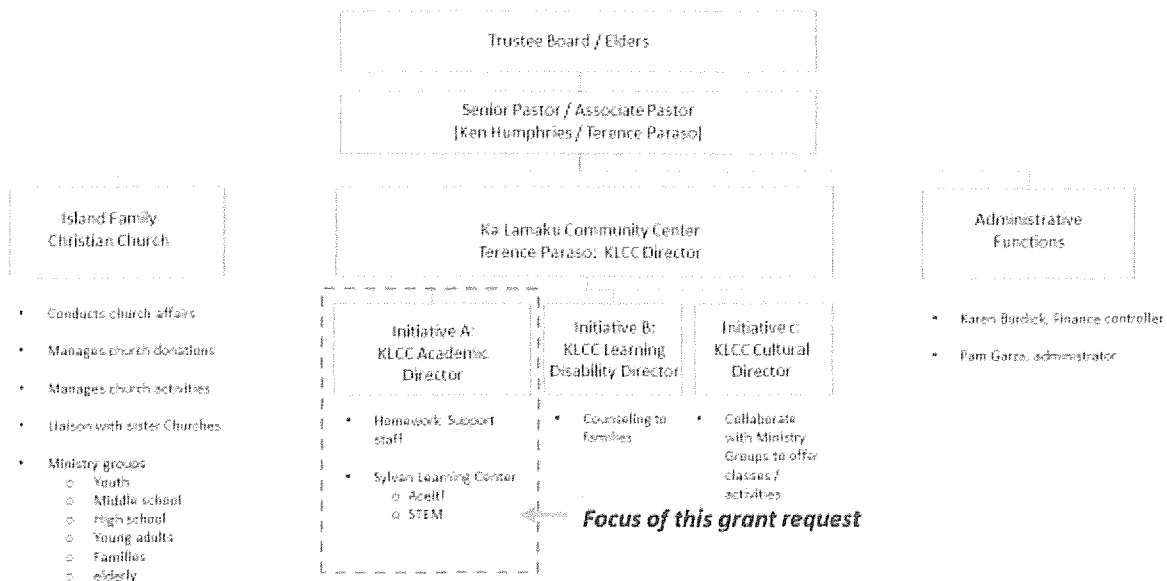 Trustee Board / Elders
Senior Pastor / Associate Pastor
[Ken Humphries / Terence Paraso]
Island Family
Christian Church
• Conducts church affairs
• Manages church donations
• Manages church activities
• Liaison with sister Churches
• Ministry groups
o Youth
o Middle school
o High school
o Young adults
o Families
o elderly
Ka Lamaku Community Center
Terence Paraso: KLCC Director
Initiative A:
KLCC Academic
Director
• Homework Support
staff
• Sylvan Learning Center
o AceIt!
o STEM
Initiative B:
KLCC Learning
Disability Director
• Counseling to
families
Initiative c:
KLCC Cultural
Director
• Collaborate
with Ministry
Groups to offer
classes /
activities
Focus of this grant request
Administrative
Functions
• Karen Burdick, Finance controller
• Pam Garza, administrator